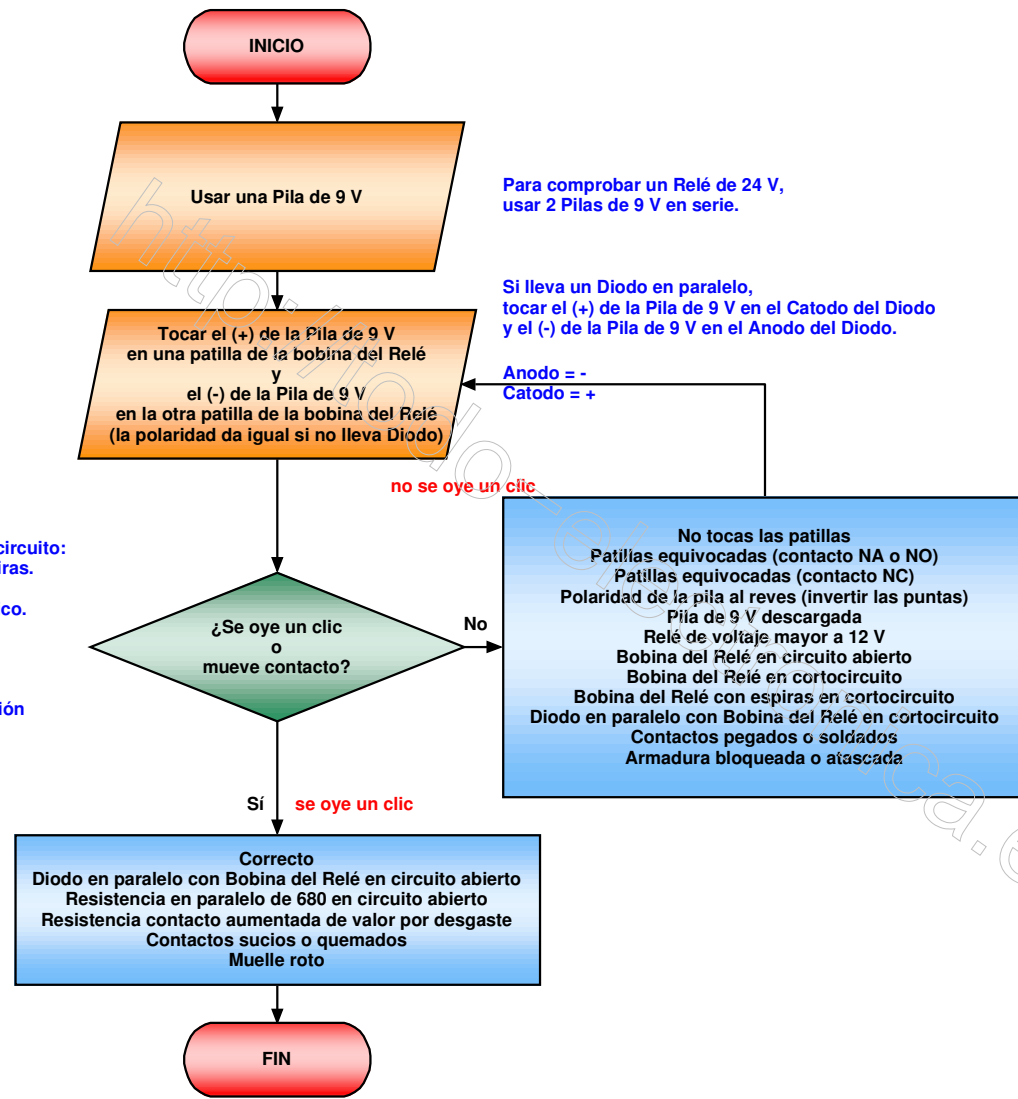 INICIO
Usar una Pila de 9 V
Para comprobar un Relé de 24 V,
usar 2 Pilas de 9 V en serie.
Si lleva un Diodo en paralelo,
tocar el (+) de la Pila de 9 V en el Catodo del Diodo
y el (-) de la Pila de 9 V en el Anodo del Diodo.
Anodo = -
Catodo = +
Tocar el (+) de la Pila de 9 V
en una patilla de la bobina del Relé
y
el (-) de la Pila de 9 V
en la otra patilla de la bobina del Relé
(la polaridad da igual si no lleva Diodo)
no se oye un clic
circuito:
iras.
co.
ión
¿Se oye un clic
o
mueve contacto?
No
No tocas las patillas
Patillas equivocadas (contacto NA o NO)
Patillas equivocadas (contacto NC)
Polaridad de la pila al reves (invertir las puntas)
Pila de 9 V descargada
Relé de voltaje mayor a 12 V
Bobina del Relé en circuito abierto
Bobina del Relé en cortocircuito
Bobina del Relé con espiras en cortocircuito
Diodo en paralelo con Bobina del Relé en cortocircuito
Contactos pegados o soldados
Armadura bloqueada o atascada
Sí se oye un clic
Correcto
Diodo en paralelo con Bobina del Relé en circuito abierto
Resistencia en paralelo de 680 en circuito abierto
Resistencia contacto aumentada de valor por desgaste
Contactos sucios o quemados
Muelle roto
FIN
http://todo-electronica.e